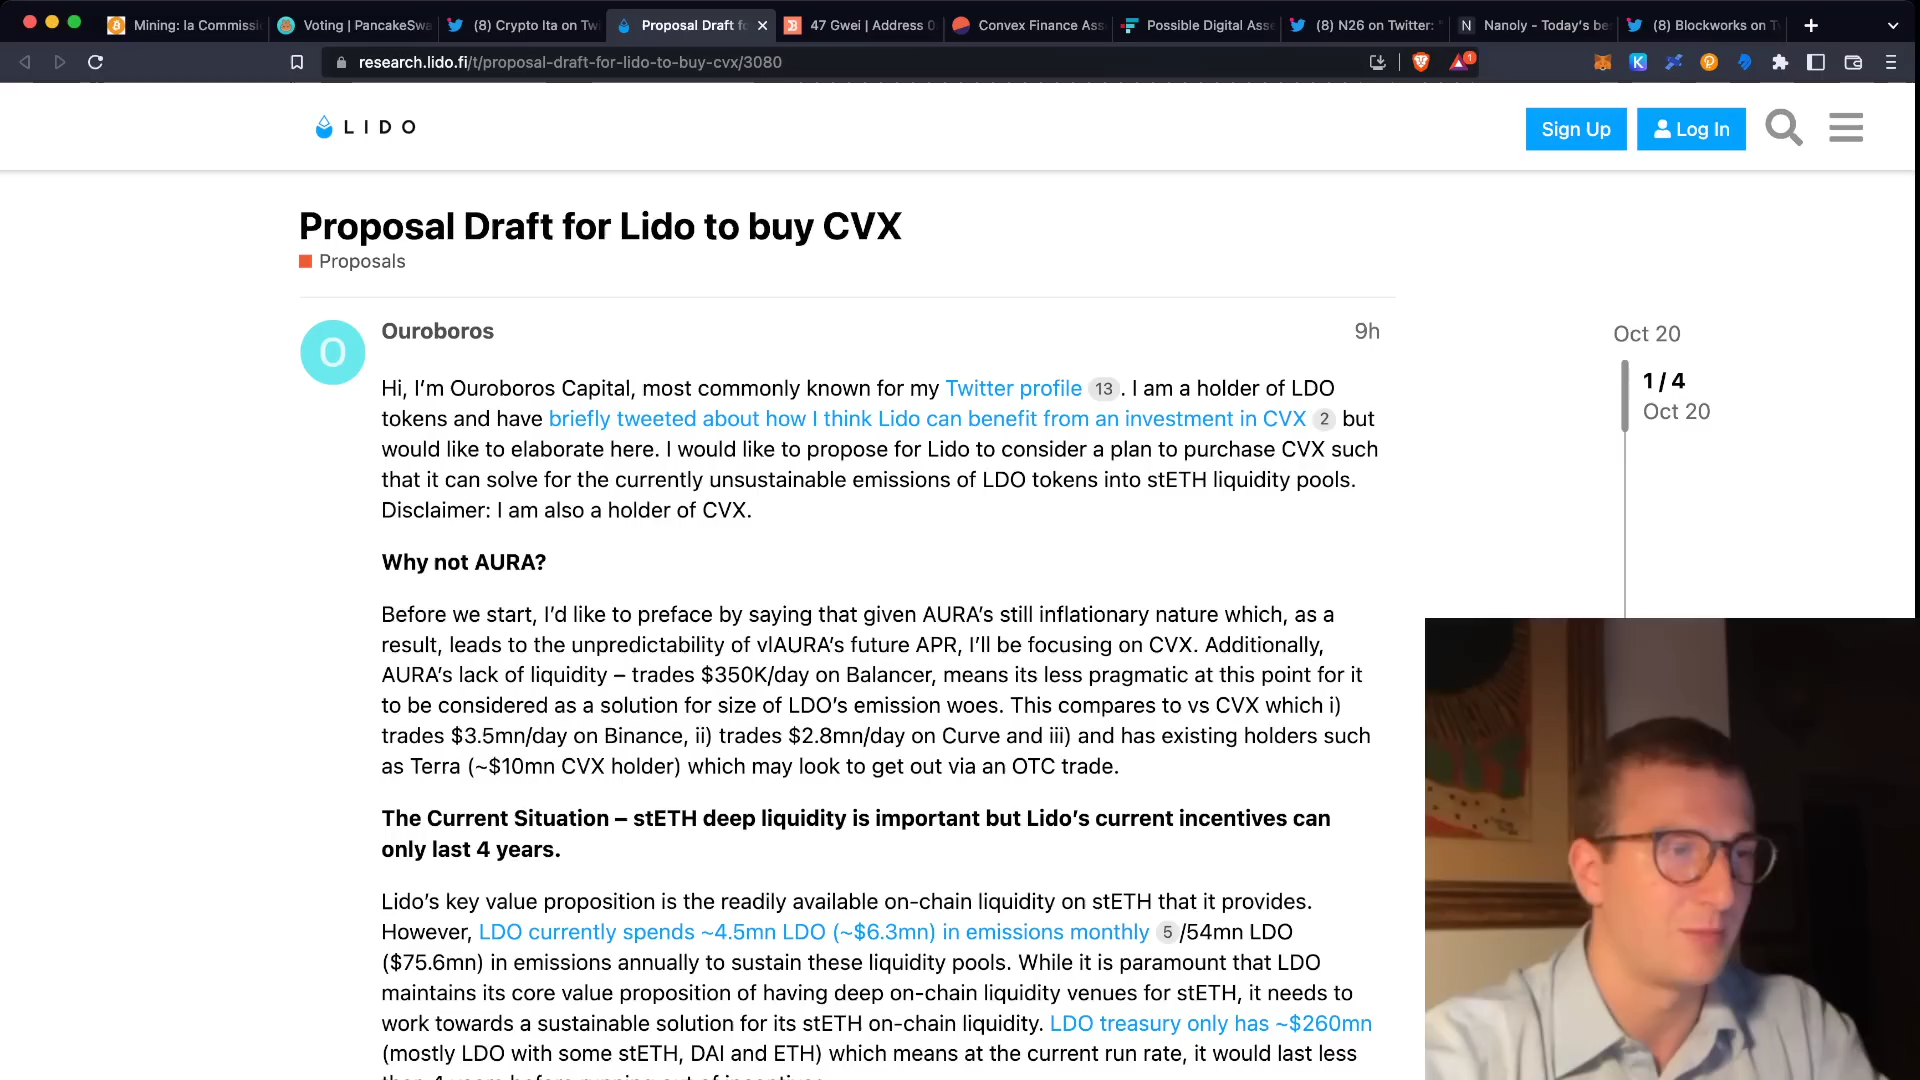 Mining: la Commissi
Voting | PancakeSwa
(8) Crypto Ita on Tw
Proposal Draft fo
47 Gwei | Address 0
Convex Finance Ass
Possible Digital Asse
(8) N26 on Twitter: "
N Nanoly - Today's be
(8) Blockworks on T
research.lido.fi/t/proposal-draft-for-lido-to-buy-cvx/3080
1
K
LIDO
Sign Up
Log In
Proposal Draft for Lido to buy CVX
Proposals
O
Ouroboros
9h
Oct 20
1 / 4
Oct 20
Hi, I'm Ouroboros Capital, most commonly known for my Twitter profile 13 . I am a holder of LDO
tokens and have briefly tweeted about how I think Lido can benefit from an investment in CVX 2 but
would like to elaborate here. I would like to propose for Lido to consider a plan to purchase CVX such
that it can solve for the currently unsustainable emissions of LDO tokens into stETH liquidity pools.
Disclaimer: I am also a holder of CVX.
Why not AURA?
Before we start, I'd like to preface by saying that given AURA's still inflationary nature which, as a
result, leads to the unpredictability of vlAURA's future APR, I'll be focusing on CVX. Additionally,
AURA's lack of liquidity – trades $350K/day on Balancer, means its less pragmatic at this point for it
to be considered as a solution for size of LDO's emission woes. This compares to vs CVX which i)
trades $3.5mn/day on Binance, ii) trades $2.8mn/day on Curve and iii) and has existing holders such
as Terra (~$10mn CVX holder) which may look to get out via an OTC trade.
The Current Situation – stETH deep liquidity is important but Lido's current incentives can
only last 4 years.
Lido's key value proposition is the readily available on-chain liquidity on stETH that it provides.
However, LDO currently spends ~4.5mn LDO (~$6.3mn) in emissions monthly 5 /54mn LDO
($75.6mn) in emissions annually to sustain these liquidity pools. While it is paramount that LDO
maintains its core value proposition of having deep on-chain liquidity venues for stETH, it needs to
work towards a sustainable solution for its stETH on-chain liquidity. LDO treasury only has ~$260mn
(mostly LDO with some stETH, DAI and ETH) which means at the current run rate, it would last less